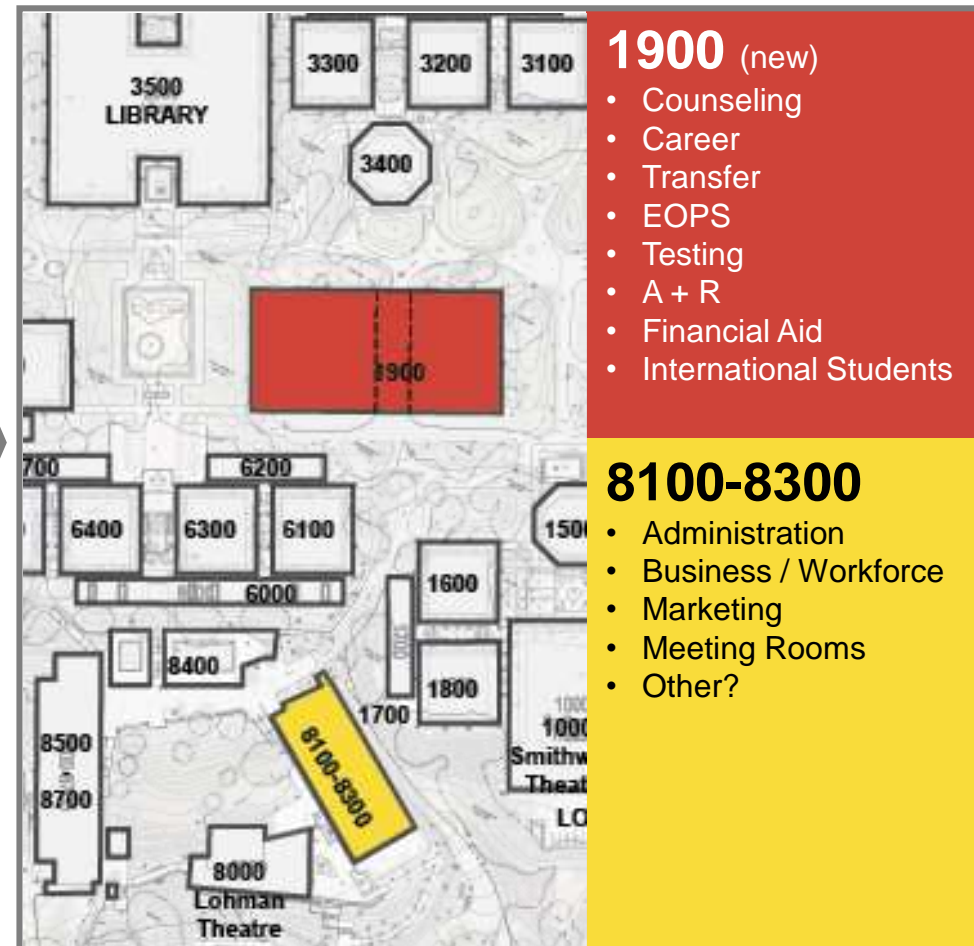 3500
LIBRARY
3300
3200
3100
3400
1900
700
6200
6400
6300
6100
6000
1600
1800
1700
8400
8500
8700
8100-8300
8000
Lohman
Theatre
1900 (new)
• Counseling
• Career
• Transfer
• EOPS
• Testing
• A + R
• Financial Aid
• International Students
8100-8300
• Administration
• Business / Workforce
• Marketing
• Meeting Rooms
• Other?